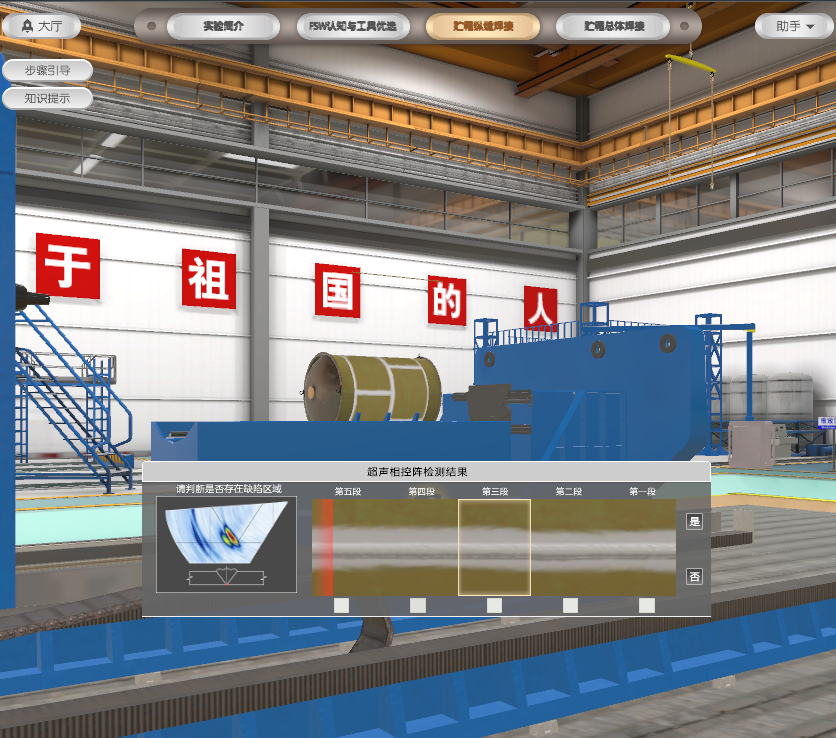 大厅
实验简介
FSW认知与工具优选
贮箱纵缝焊接
贮箱总体焊接
助手
步骤引导
知识提示
于 祖 国 的 人
超声相控阵检测结果
请判断是否存在缺陷区域
第五段 第四段 第三段 第二段 第一段
是
否